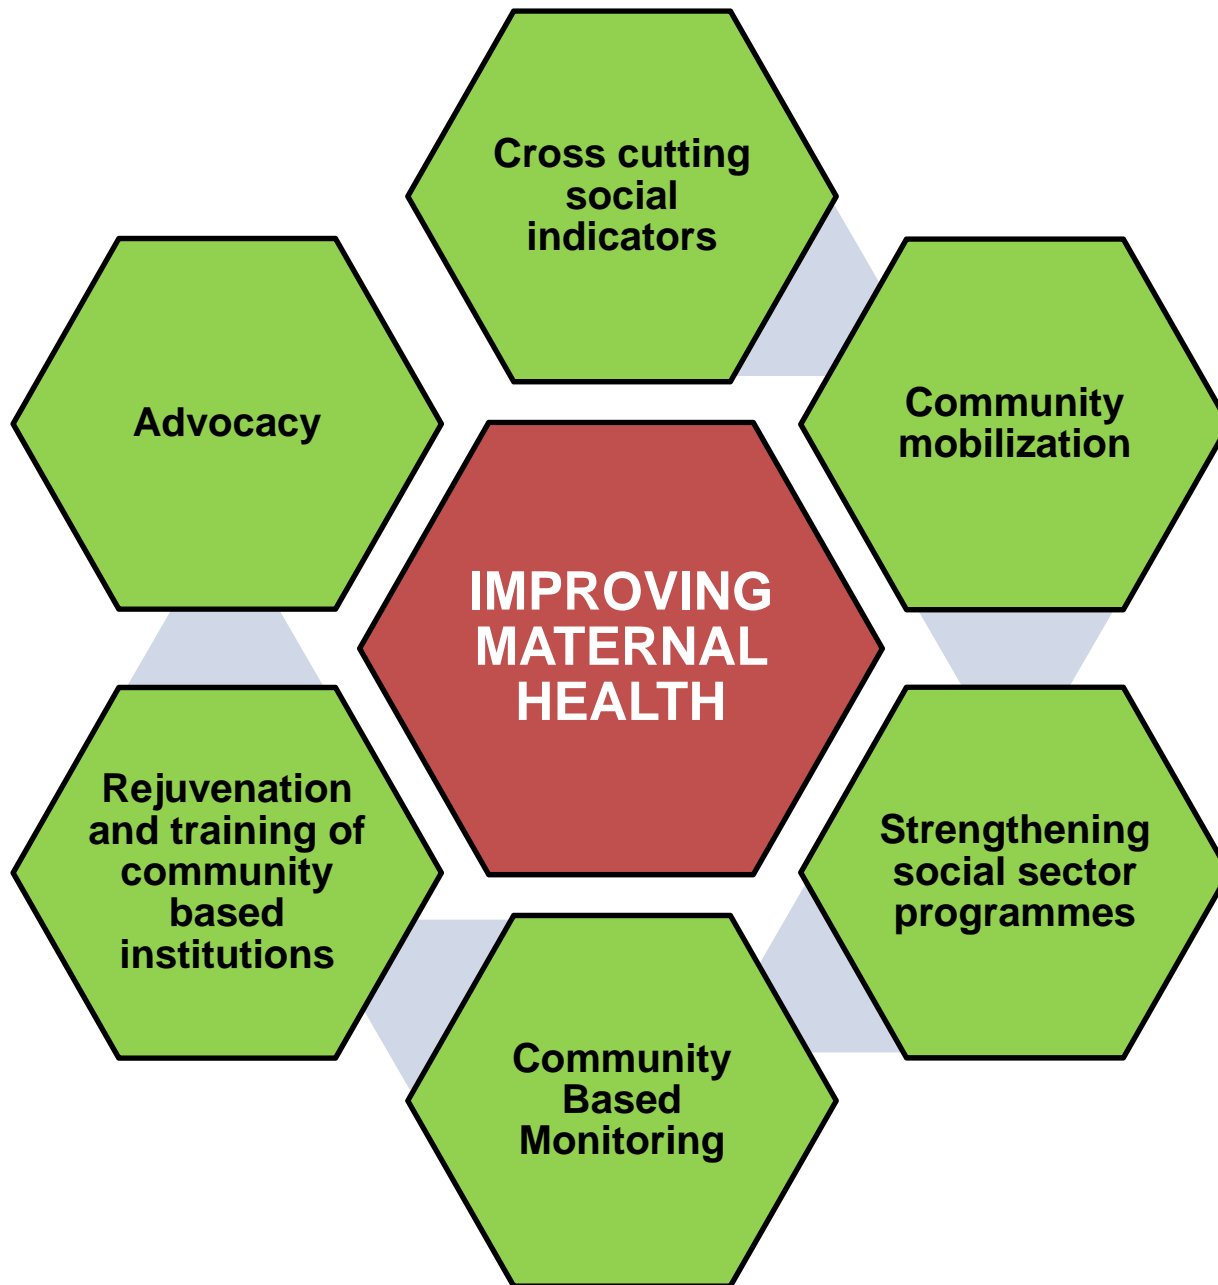 Cross cutting
social
indicators
Advocacy
Community
mobilization
IMPROVING
MATERNAL
HEALTH
Rejuvenation
and training of
community
based
institutions
Strengthening
social sector
programmes
Community
Based
Monitoring